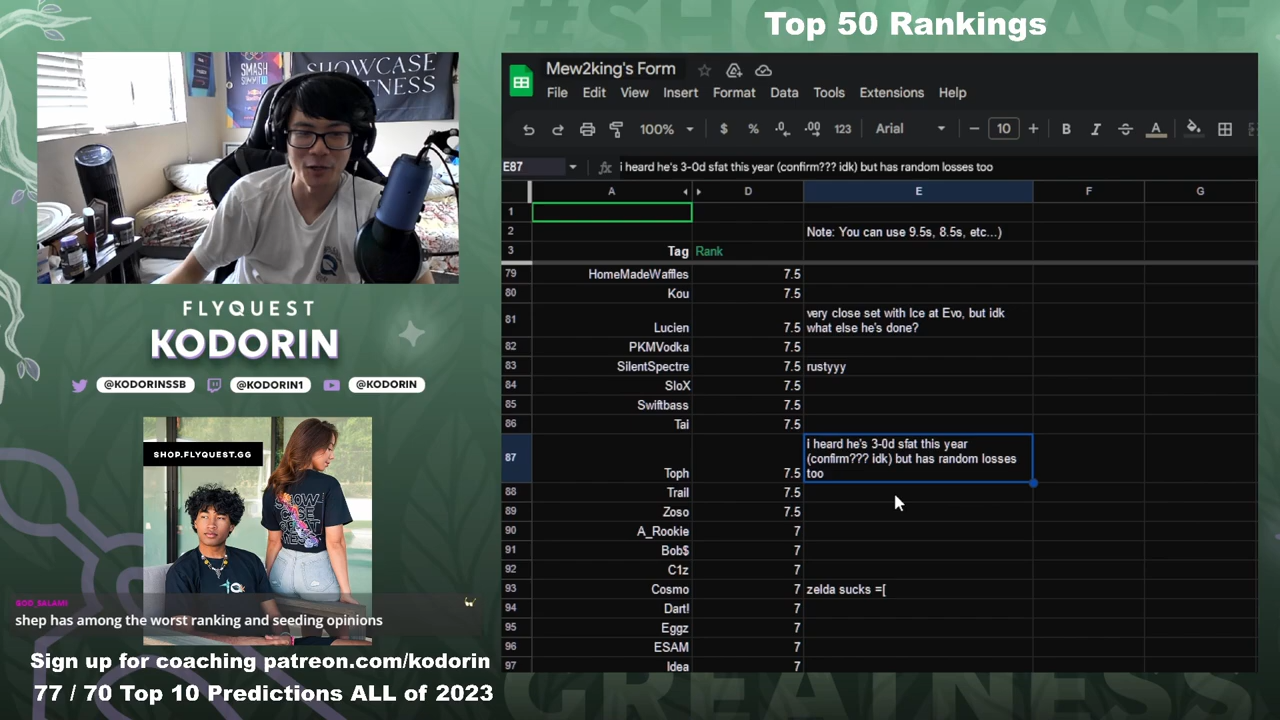 #SHOWCASE
Top 50 Rankings
SMASH
SUMMIT
SHOWCASE
Mew2king's Form
File Edit View Insert Format Data Tools Extensions Help
100% $ % .0 .00 123 Arial 10 B I A
E87 fx i heard he's 3-0d sfat this year (confirm??? idk) but has random losses too
A D E F G
1
2 Note: You can use 9.5s, 8.5s, etc...)
3 Tag Rank
79 HomeMadeWaffles 7.5
80 Kou 7.5
81 Lucien 7.5 very close set with Ice at Evo, but idk
what else he's done?
82 PKMVodka 7.5
83 SilentSpectre 7.5 rustyyy
84 SloX 7.5
85 Swiftbass 7.5
86 Tai 7.5
87 Toph 7.5 i heard he's 3-0d sfat this year
(confirm??? idk) but has random losses
too
88 Trail 7.5
89 Zoso 7.5
90 A_Rookie 7
91 Bob$ 7
92 C1z 7
93 Cosmo 7 zelda sucks =[
94 Dart! 7
95 Eggz 7
96 ESAM 7
97 Idea 7
FLYQUEST
KODORIN
@KODORINSSB @KODORIN1 @KODORIN
SHOP.FLYQUEST.GG
GOD_SALAMI
shep has among the worst ranking and seeding opinions
Sign up for coaching patreon.com/kodorin
77 / 70 Top 10 Predictions ALL of 2023
GREATNESS